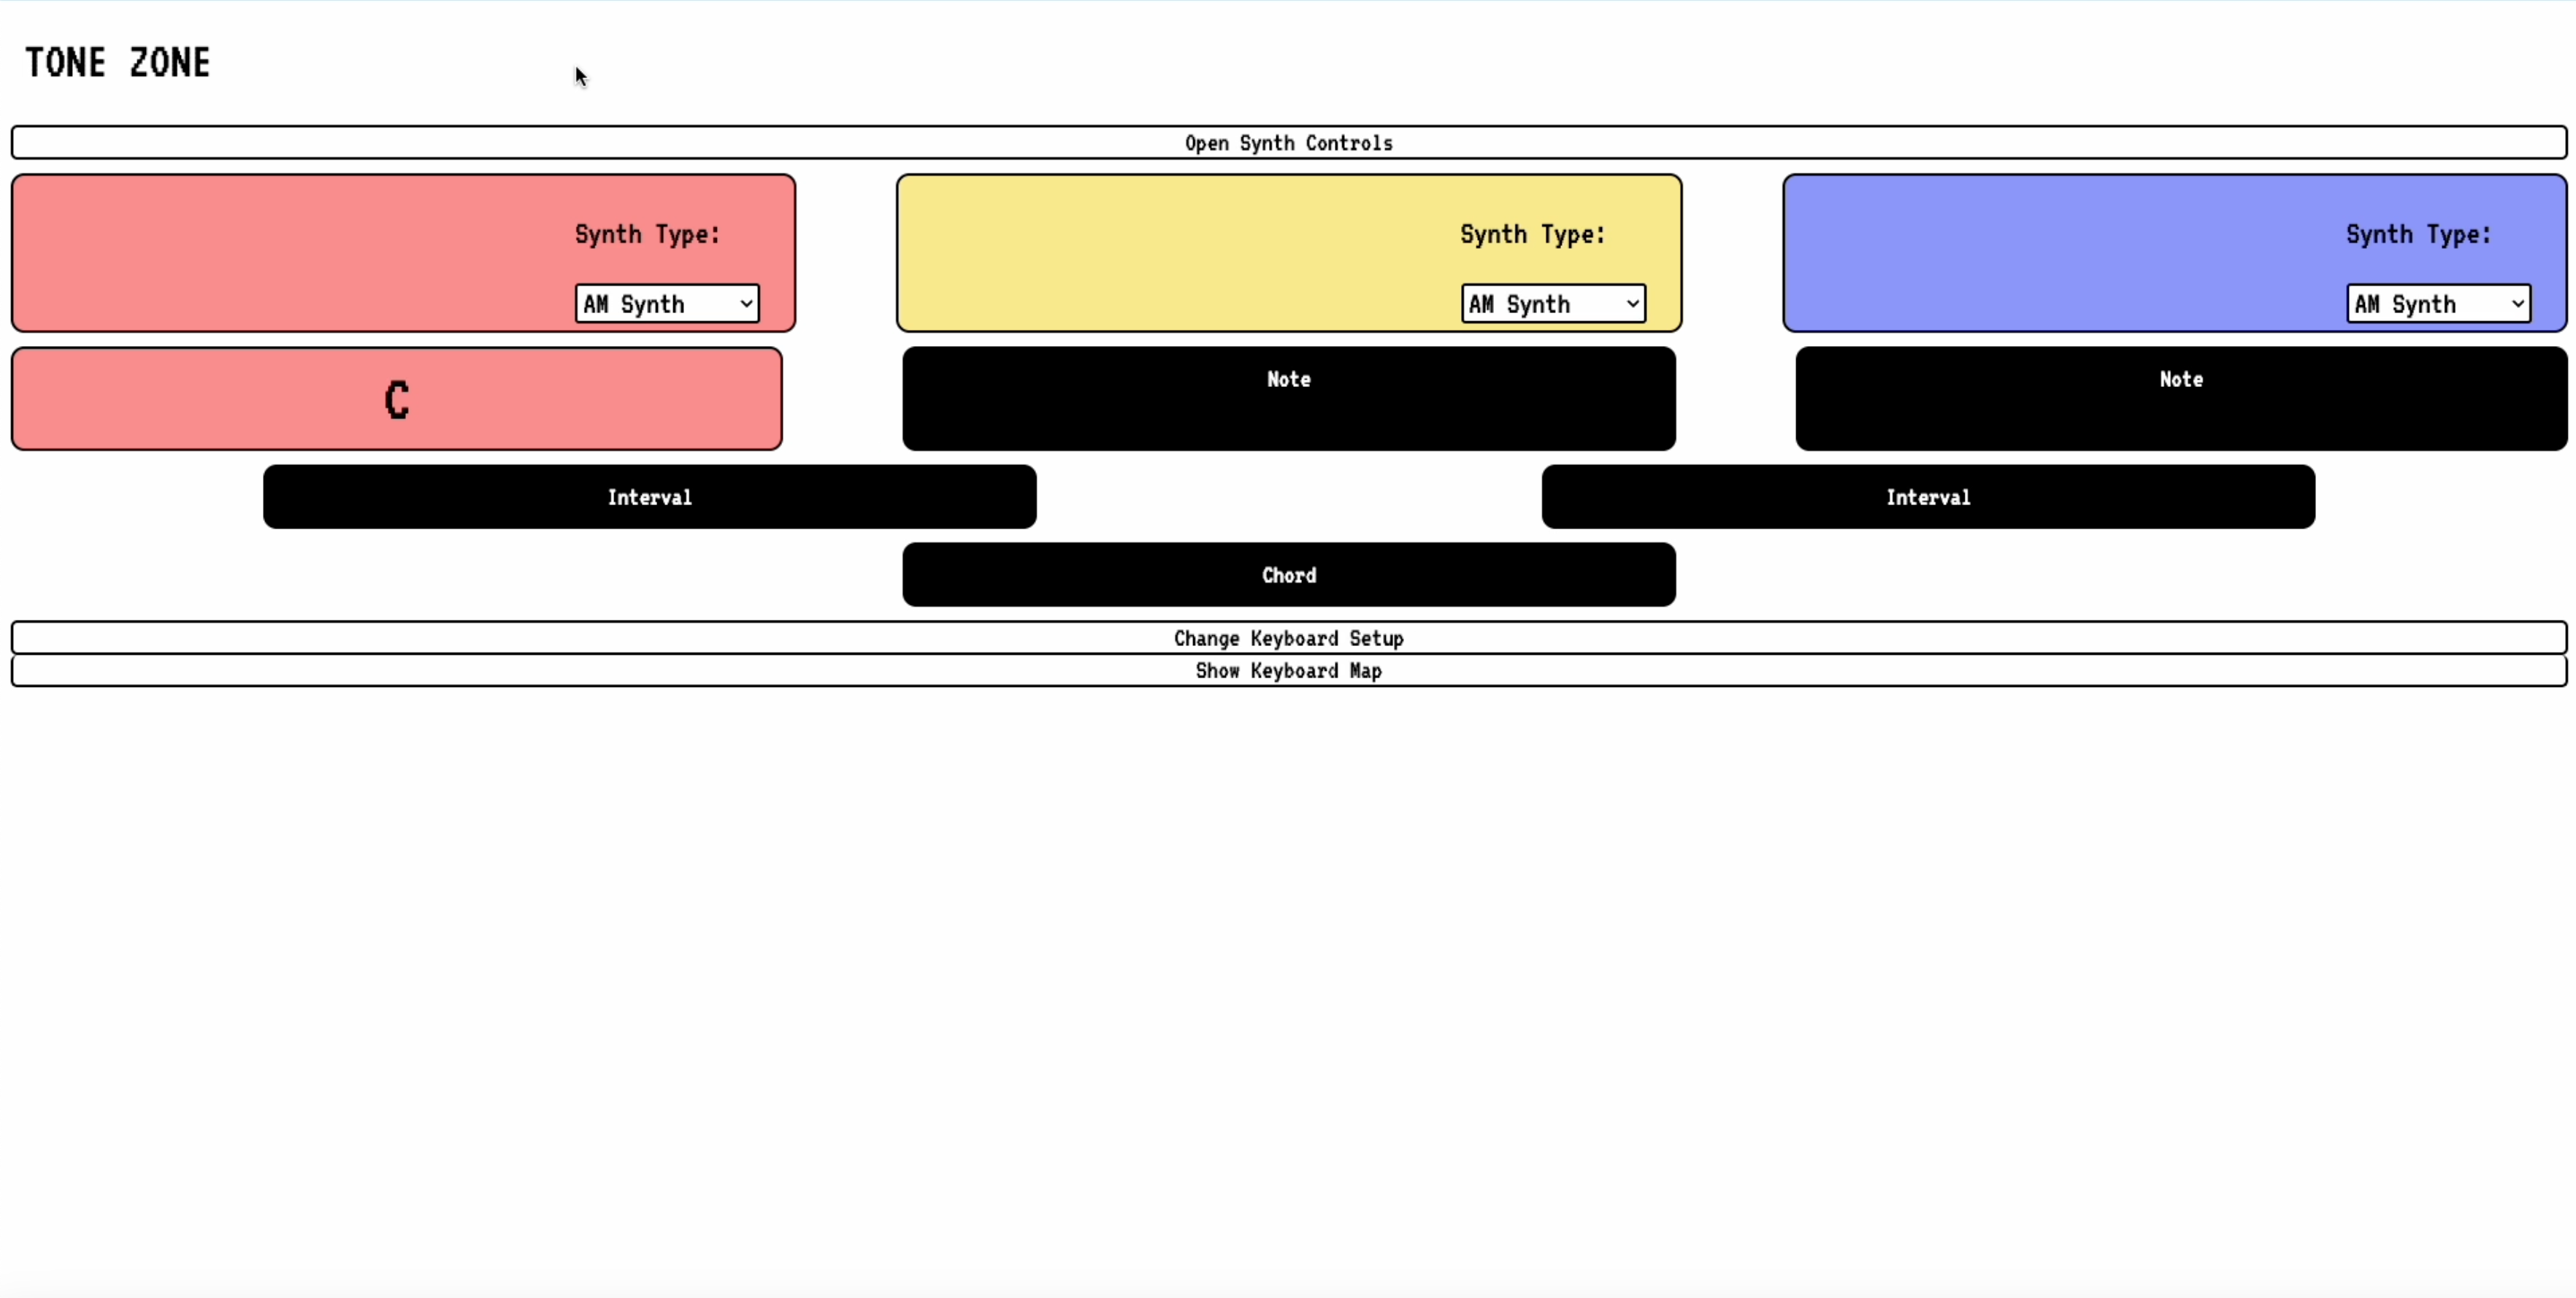 TONE ZONE
Open Synth Controls
Synth Type: Synth Type: Synth Type:
AM Synth AM Synth AM Synth
C Note Note
Interval Interval
Chord
Change Keyboard Setup
Show Keyboard Map